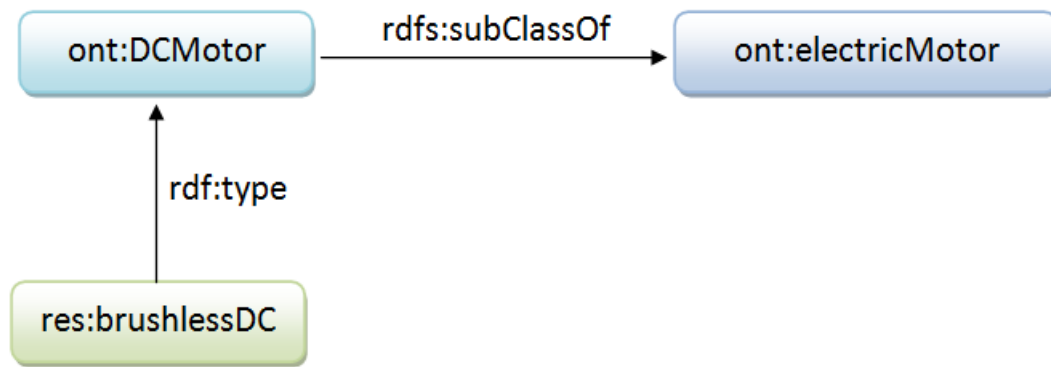 ont:DCMotor
rdfs:subClassOf
ont:electricMotor
rdf:type
res:brushlessDC